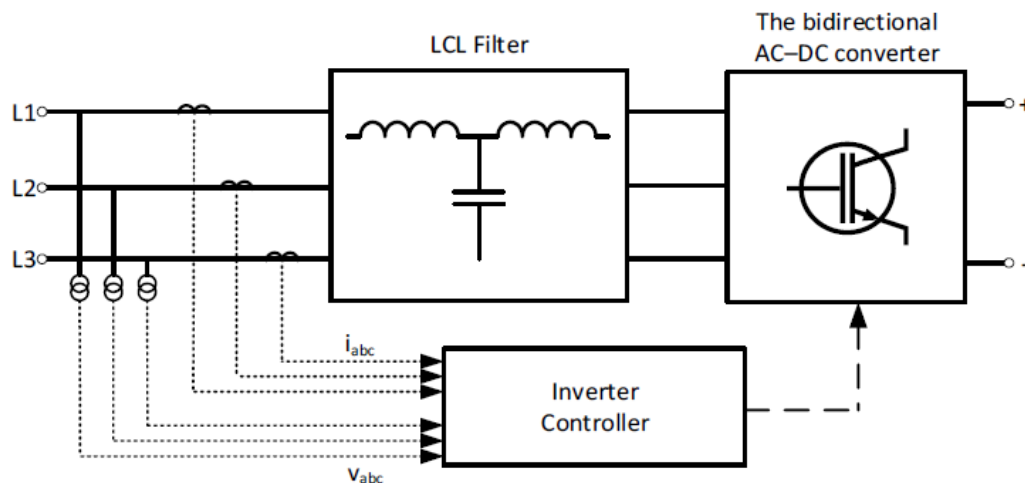 The bidirectional
AC–DC converter
LCL Filter
L1
+
L2
L3
-
iabc
Inverter
Controller
vabc